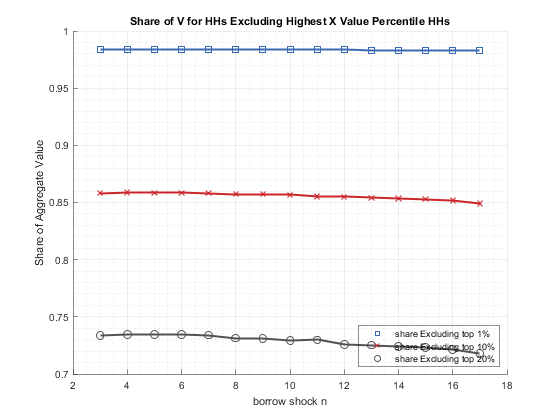 Share of V for HHs Excluding Highest X Value Percentile HHs
Share of Aggregate Value
1
0.95
0.9
0.85
0.8
0.75
0.7
2 4 6 8 10 12 14 16 18
borrow shock n
share Excluding top 1%
share Excluding top 10%
share Excluding top 20%